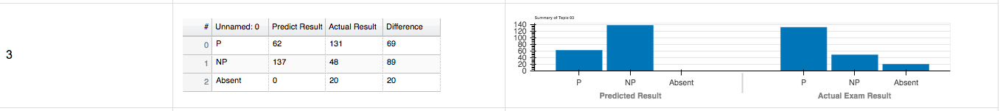 3
# Unnamed: 0 Predict Result Actual Result Difference
0 P 62 131 69
1 NP 137 48 89
2 Absent 0 20 20
Summary of Topic 03
140
120
100
80
60
40
20
0
P NP Absent P NP Absent
Predicted Result Actual Exam Result